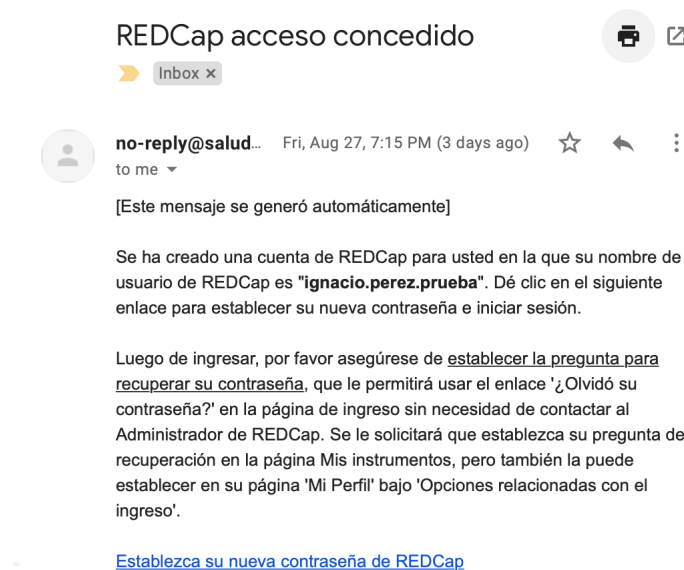 REDCap acceso concedido
Inbox ×
no-reply@salud... Fri, Aug 27, 7:15 PM (3 days ago)
to me
[Este mensaje se generó automáticamente]
Se ha creado una cuenta de REDCap para usted en la que su nombre de
usuario de REDCap es "ignacio.perez.prueba". Dé clic en el siguiente
enlace para establecer su nueva contraseña e iniciar sesión.
Luego de ingresar, por favor asegúrese de establecer la pregunta para
recuperar su contraseña, que le permitirá usar el enlace '¿Olvidó su
contraseña?' en la página de ingreso sin necesidad de contactar al
Administrador de REDCap. Se le solicitará que establezca su pregunta de
recuperación en la página Mis instrumentos, pero también la puede
establecer en su página 'Mi Perfil' bajo 'Opciones relacionadas con el
ingreso'.
Establezca su nueva contraseña de REDCap